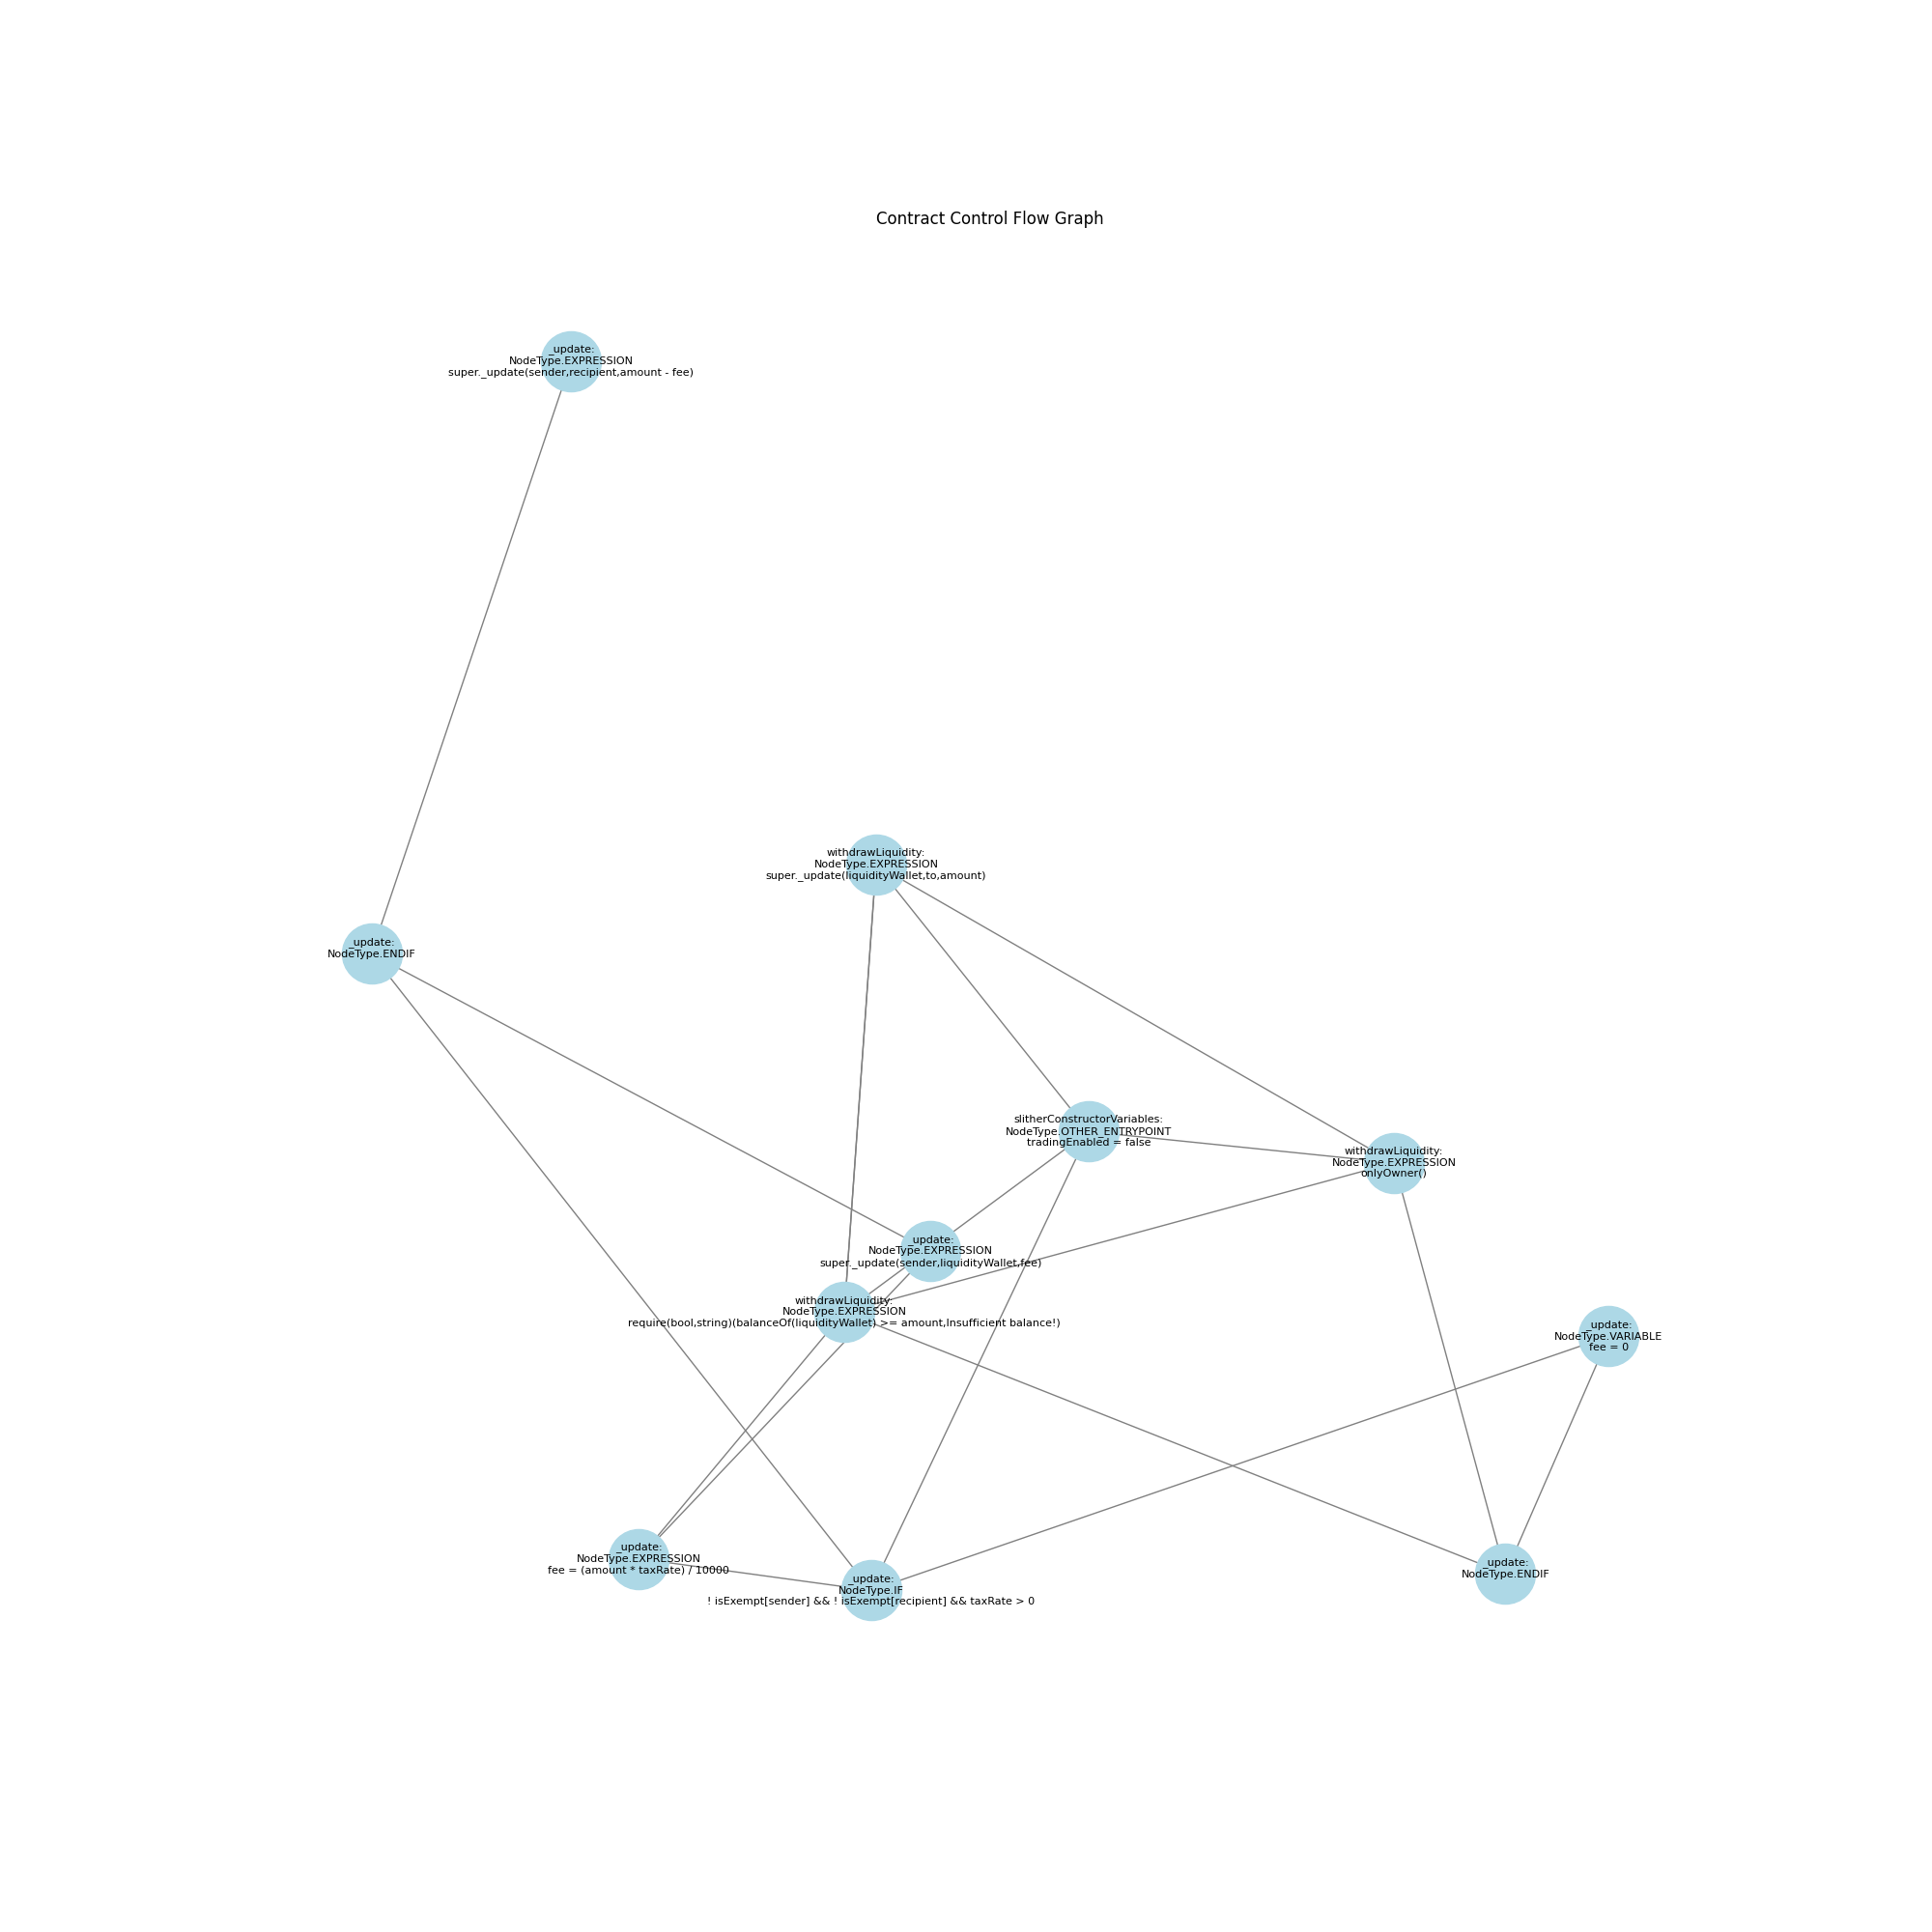 Contract Control Flow Graph
_update:
NodeType.EXPRESSION
super._update(sender,recipient,amount - fee)
withdrawLiquidity:
NodeType.EXPRESSION
super._update(liquidityWallet,to,amount)
_update:
NodeType.ENDIF
slitherConstructorVariables:
NodeType.OTHER_ENTRYPOINT
tradingEnabled = false
withdrawLiquidity:
NodeType.EXPRESSION
onlyOwner()
_update:
NodeType.EXPRESSION
super._update(sender,liquidityWallet,fee)
withdrawLiquidity:
NodeType.EXPRESSION
require(bool,string)(balanceOf(liquidityWallet) >= amount,Insufficient balance!)
_update:
NodeType.VARIABLE
fee = 0
_update:
NodeType.EXPRESSION
fee = (amount * taxRate) / 10000
_update:
NodeType.IF
! isExempt[sender] && ! isExempt[recipient] && taxRate > 0
_update:
NodeType.ENDIF